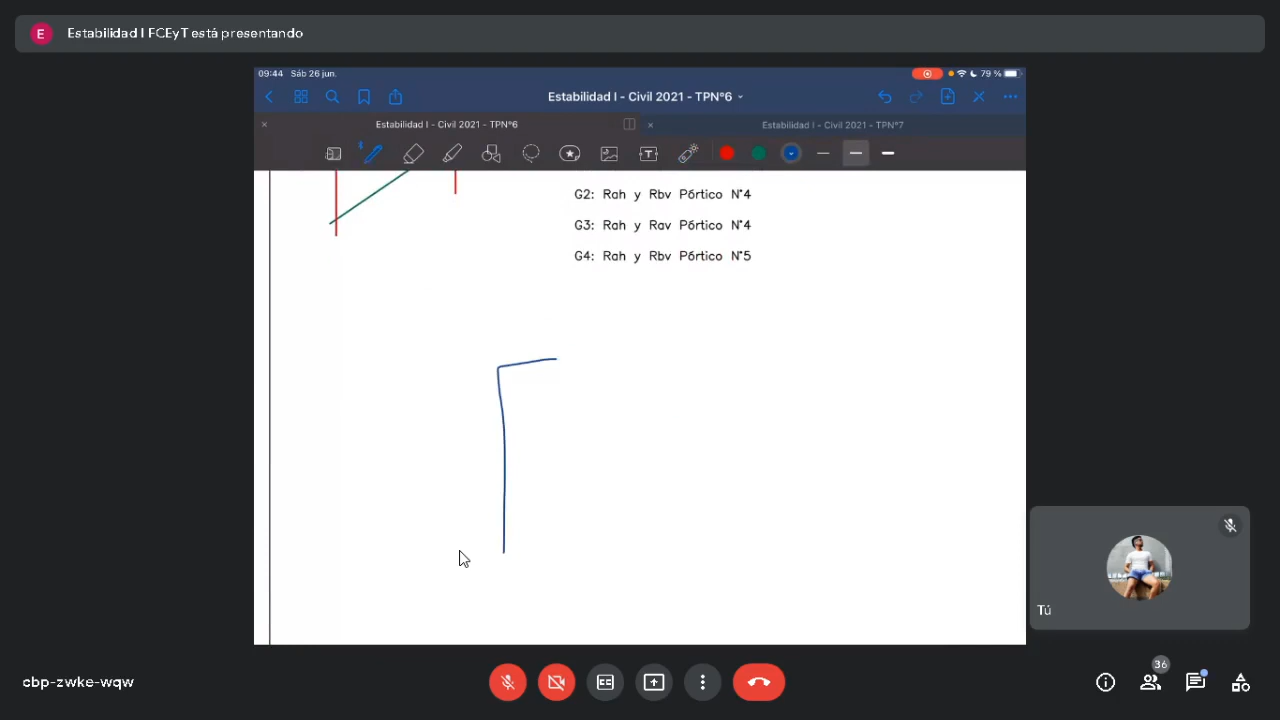 E Estabilidad I FCEyT está presentando
09:44 Sáb 26 jun. 79 %
Estabilidad I - Civil 2021 - TPN°6
Estabilidad I - Civil 2021 - TPN°6
Estabilidad I - Civil 2021 - TPN°7
G2: Rah y Rbv Pórtico N°4
G3: Rah y Rav Pórtico N°4
G4: Rah y Rbv Pórtico N°5
Tú
cbp-zwke-wqw
36